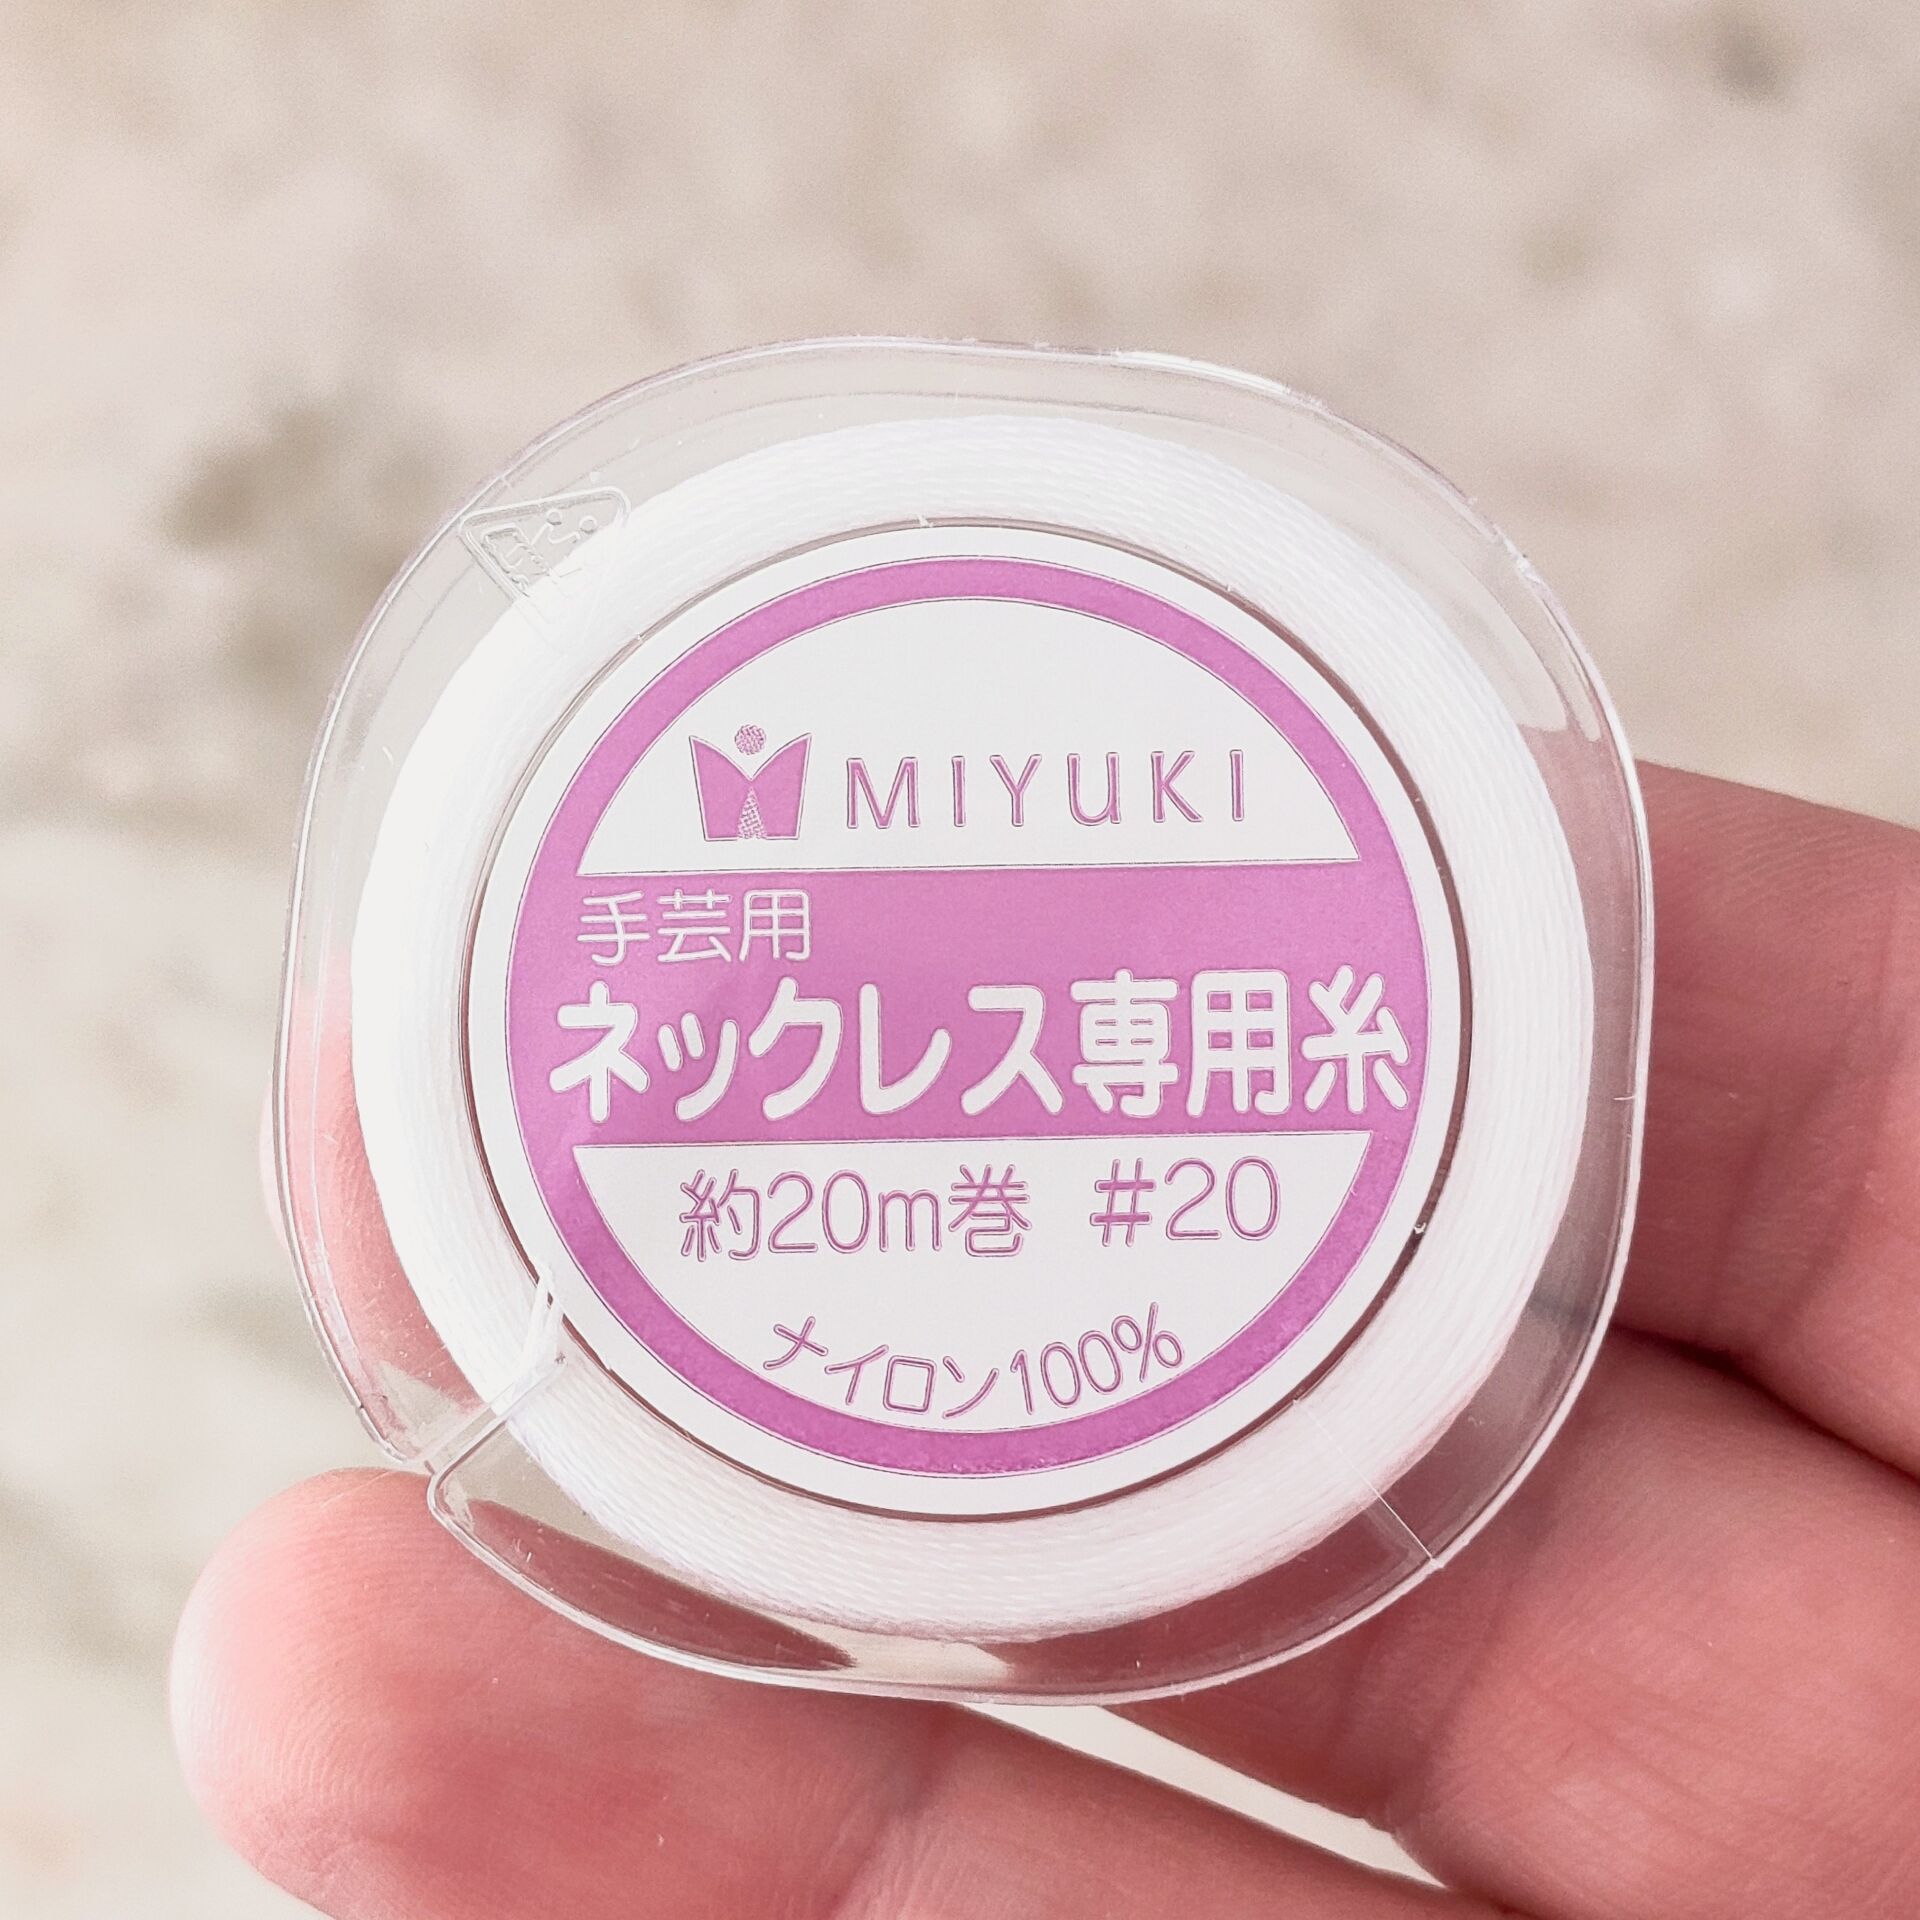 MIYUKI
手芸用
ネックレス専用糸
約20m巻 #20
ナイロン100%